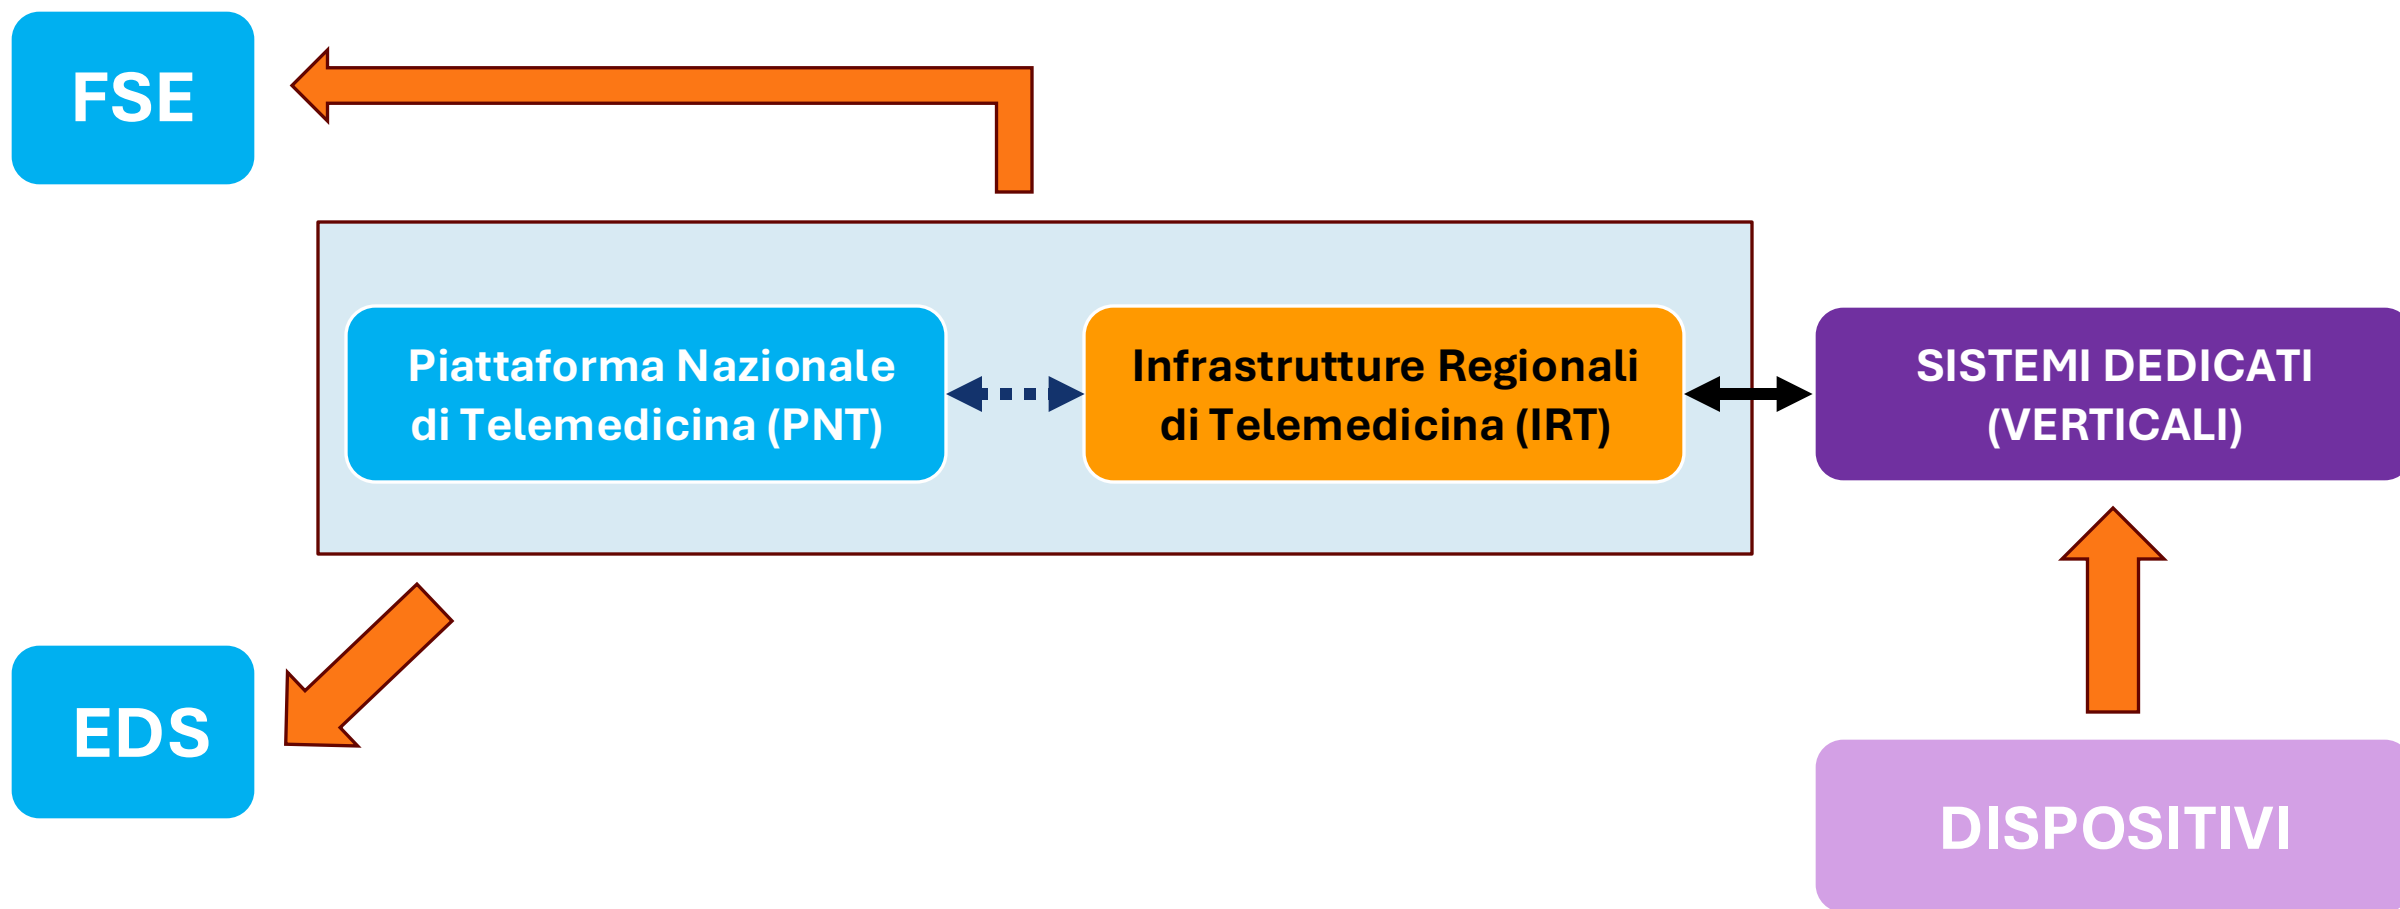 FSE
Piattaforma Nazionale
di Telemedicina (PNT)
Infrastrutture Regionali
di Telemedicina (IRT)
SISTEMI DEDICATI
(VERTICALI)
EDS
DISPOSITIVI